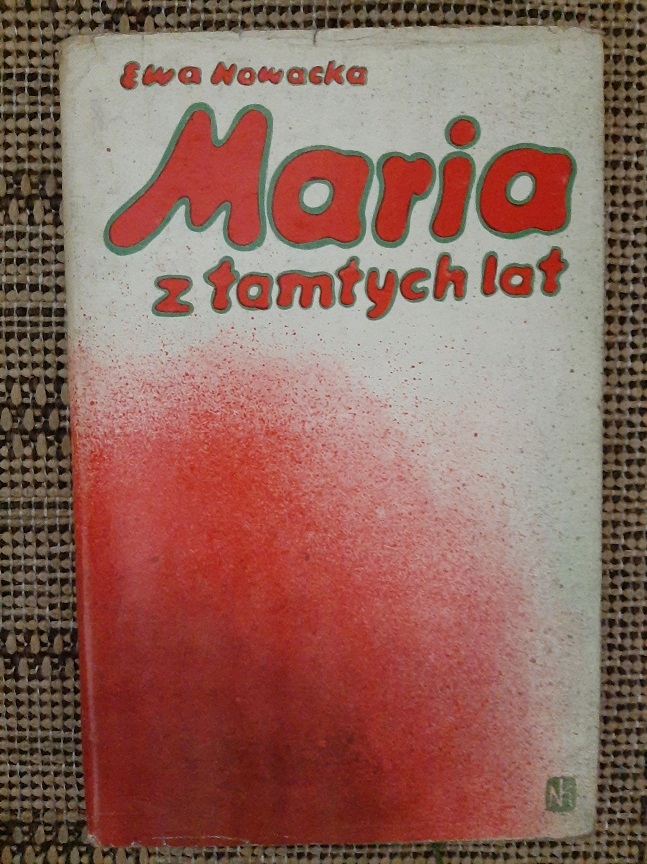 Ewa Nowacka
Maria
z tamtych lat